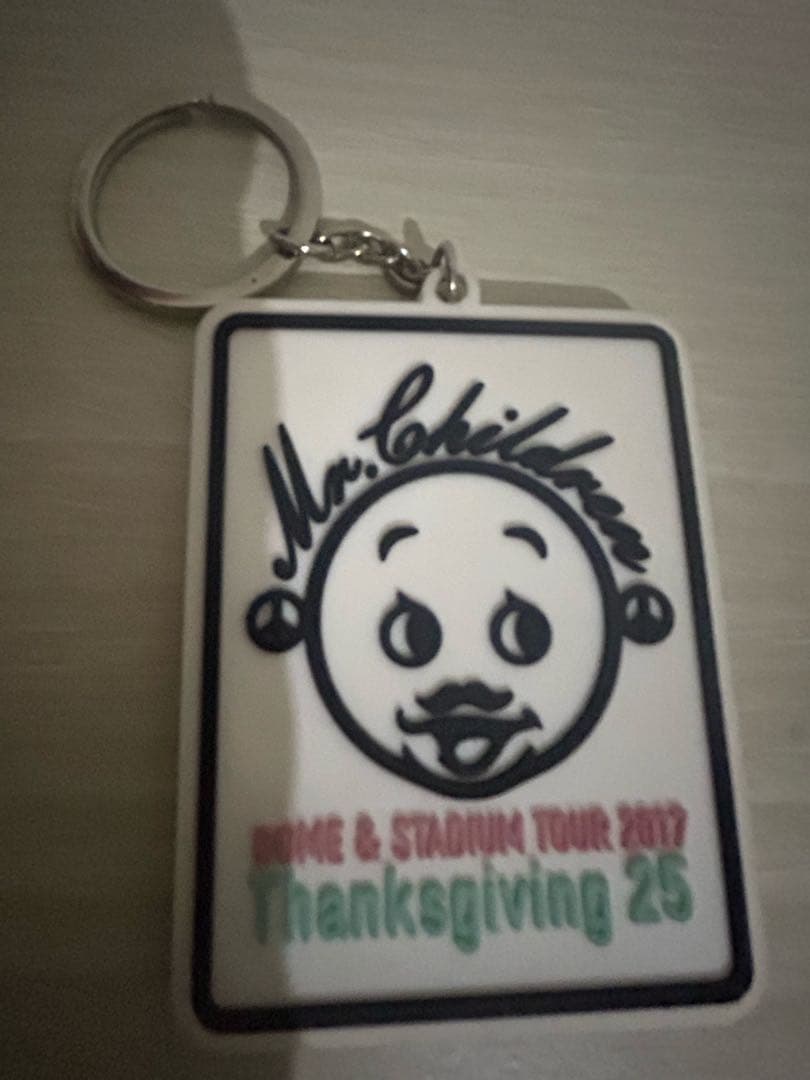 Mr. Children
DOME & STADIUM TOUR 2017
Thanksgiving 25